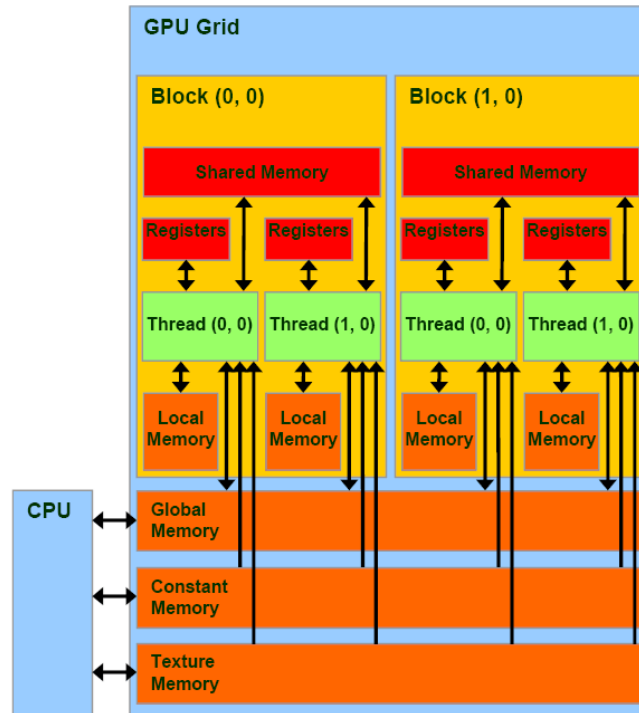 GPU Grid
Block (0, 0)
Block (1, 0)
Shared Memory
Shared Memory
Registers
Registers
Registers
Registers
Thread (0, 0)
Thread (1, 0)
Thread (0, 0)
Thread (1, 0)
Local
Memory
Local
Memory
Local
Memory
Local
Memory
CPU
Global
Memory
Constant
Memory
Texture
Memory